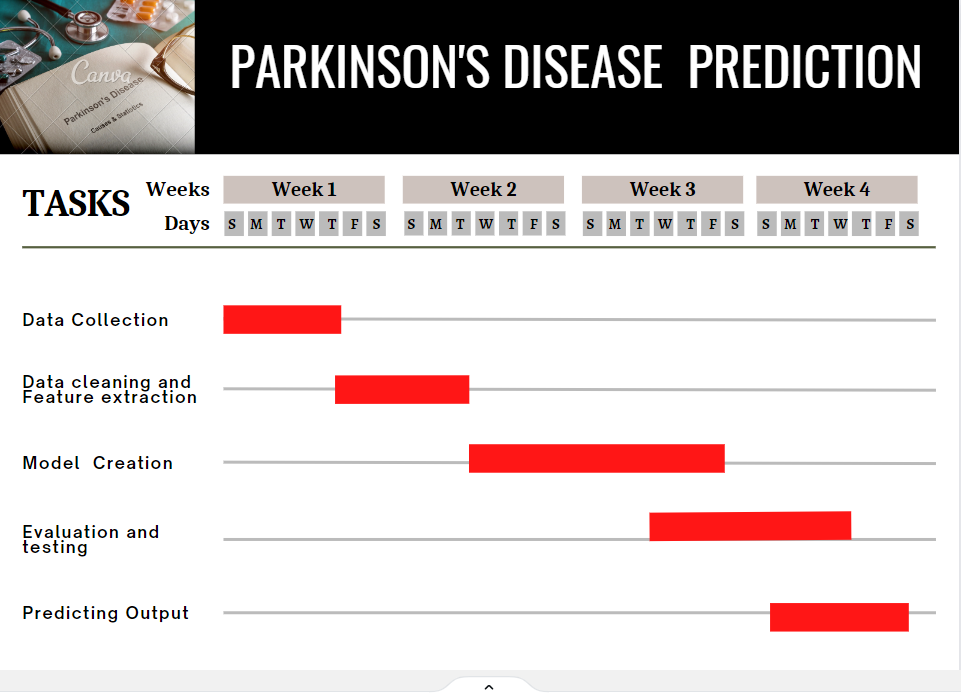 Canva
Parkinson's Disease
Causes & Statistics
PARKINSON'S DISEASE PREDICTION
TASKS
Weeks Week 1 Week 2 Week 3 Week 4
Days S M T W T F S S M T W T F S S M T W T F S S M T W T F S
Data Collection
Data cleaning and
Feature extraction
Model Creation
Evaluation and
testing
Predicting Output